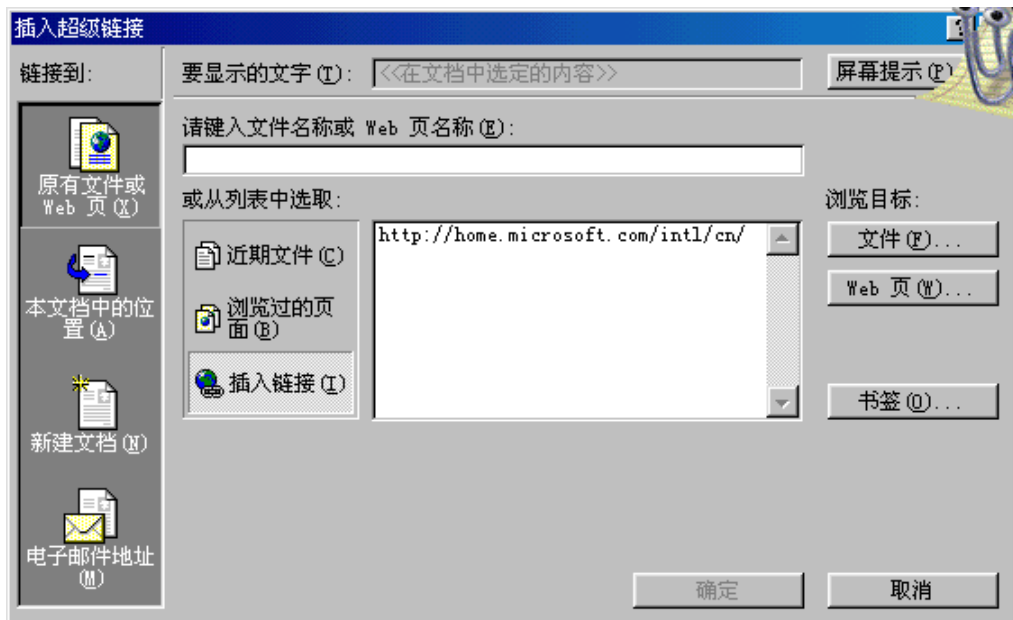 插入超级链接
链接到:
要显示的文字(T):
<<在文档中选定的内容>>
屏幕提示(P)
原有文件或
Web 页(X)
本文档中的位
置(A)
新建文档(N)
电子邮件地址
(M)
请键入文件名称或 Web 页名称(E):
或从列表中选取:
近期文件(C)
浏览过的页
面(B)
插入链接(I)
http://home.microsoft.com/intl/cn/
浏览目标:
文件(F)...
Web 页(W)...
书签(O)...
确定
取消